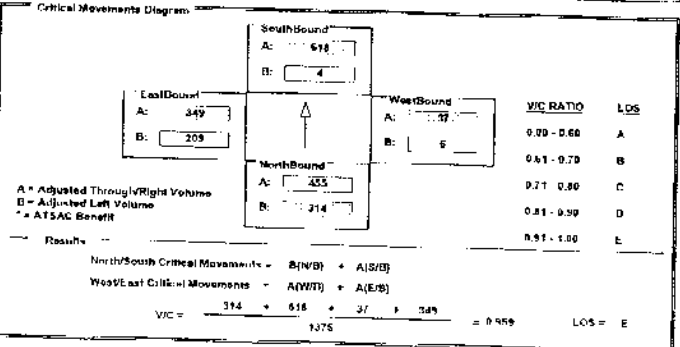 Critical Movements Diagram
SouthBound
A: 618
B: 4
EastBound
A: 349
B: 209
WestBound
A: 37
B: 6
NorthBound
A: 455
B: 314
V/C RATIO LOS
0.00 - 0.60 A
0.61 - 0.70 B
0.71 - 0.80 C
0.81 - 0.90 D
0.91 - 1.00 E
A = Adjusted Through/Right Volume
B = Adjusted Left Volume
* = ATSAC Benefit
Results
North/South Critical Movements = B(N/B) + A(S/B)
West/East Critical Movements = A(W/B) + A(E/B)
V/C = 314 + 618 + 37 + 349
1375
= 0.959 LOS = E